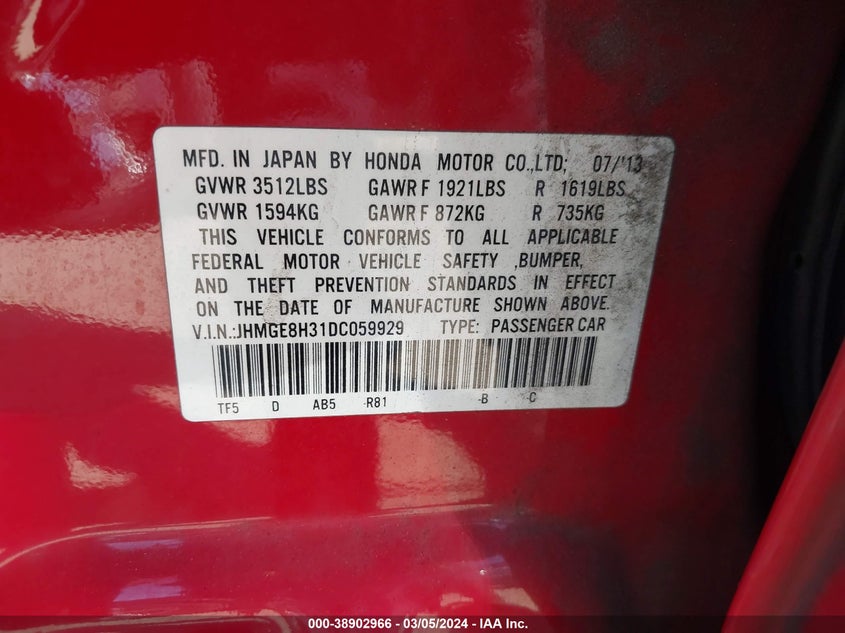 MFD. IN JAPAN BY HONDA MOTOR CO.,LTD; 07/'13
GVWR 3512LBS GAWR F 1921LBS R 1619LBS
GVWR 1594KG GAWR F 872KG R 735KG
THIS VEHICLE CONFORMS TO ALL APPLICABLE
FEDERAL MOTOR VEHICLE SAFETY ,BUMPER,
AND THEFT PREVENTION STANDARDS IN EFFECT
ON THE DATE OF MANUFACTURE SHOWN ABOVE.
V.I.N.:JHMGE8H31DC059929 TYPE: PASSENGER CAR
TF5 D AB5 -R81 -B -C
000-38902966 — 03/05/2024 — IAA Inc.